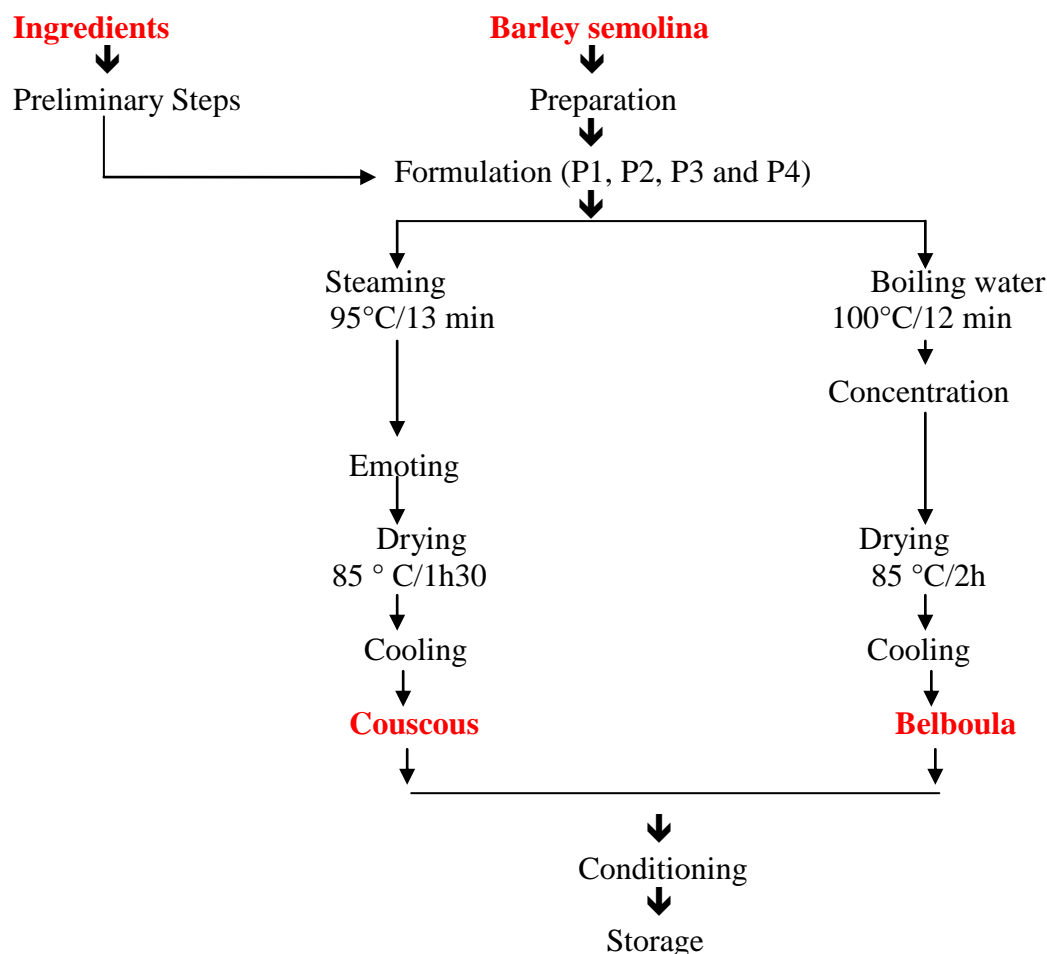 Ingredients
Barley semolina
Preliminary Steps
Preparation
Formulation (P1, P2, P3 and P4)
Steaming
95°C/13 min
Emoting
Drying
85 ° C/1h30
Cooling
Couscous
Boiling water
100°C/12 min
Concentration
Drying
85 °C/2h
Cooling
Belboula
Conditioning
Storage